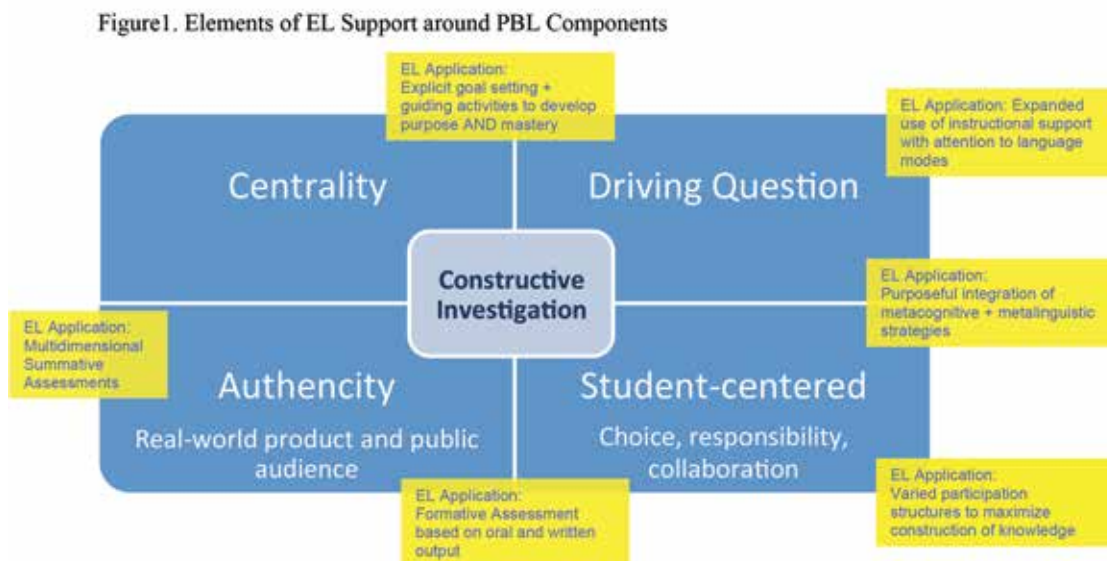 Figure1. Elements of EL Support around PBL Components
EL Application:
Explicit goal setting +
guiding activities to develop
purpose AND mastery
EL Application: Expanded
use of instructional support
with attention to language
modes
Centrality
Driving Question
Constructive
Investigation
EL Application:
Purposeful integration of
metacognitive + metalinguistic
strategies
EL Application:
Multidimensional
Summative
Assessments
Authencity
Real-world product and public
audience
Student-centered
Choice, responsibility,
collaboration
EL Application:
Formative Assessment
based on oral and written
output
EL Application:
Varied participation
structures to maximize
construction of knowledge